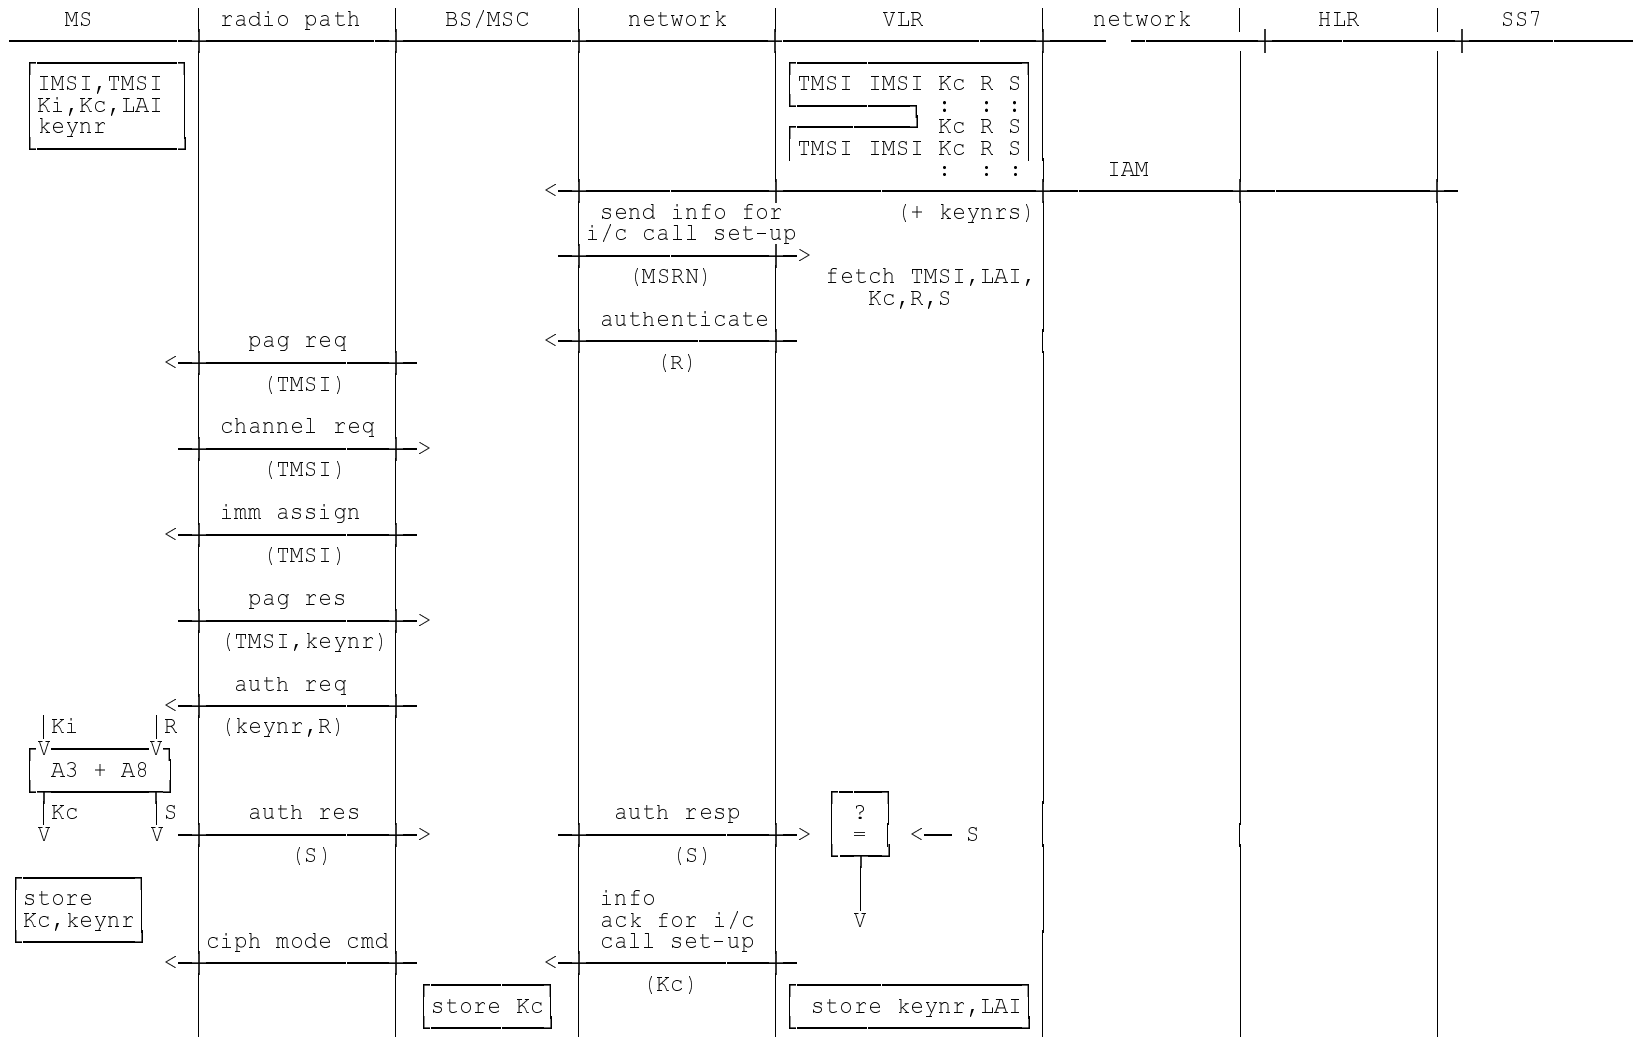 MS radio path BS/MSC network VLR network HLR SS7
IMSI,TMSI TMSI IMSI Kc R S
Ki,Kc,LAI : : :
keynr Kc R S
TMSI IMSI Kc R S
: : : IAM
<
send info for (+ keynrs)
i/c call set-up
>
(MSRN) fetch TMSI,LAI,
Kc,R,S
authenticate
pag req <
< (R)
(TMSI)
channel req
>
(TMSI)
imm assign
<
(TMSI)
pag res
>
(TMSI,keynr)
auth req
<
Ki R (keynr,R)
V V
A3 + A8
Kc S auth res auth resp ?
V V > > = < S
(S) (S)
store info
Kc,keynr ack for i/c V
ciph mode cmd call set-up
< <
(Kc)
store Kc store keynr,LAI